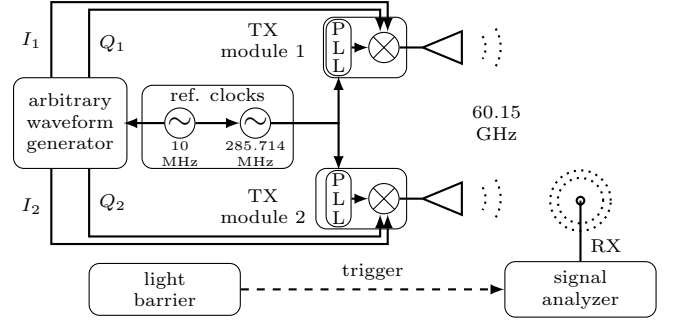 I1
Q1
TX
module 1
P
L
L
arbitrary
waveform
generator
ref. clocks
10
MHz
285.714
MHz
60.15
GHz
I2
Q2
TX
module 2
P
L
L
RX
light
barrier
trigger
signal
analyzer